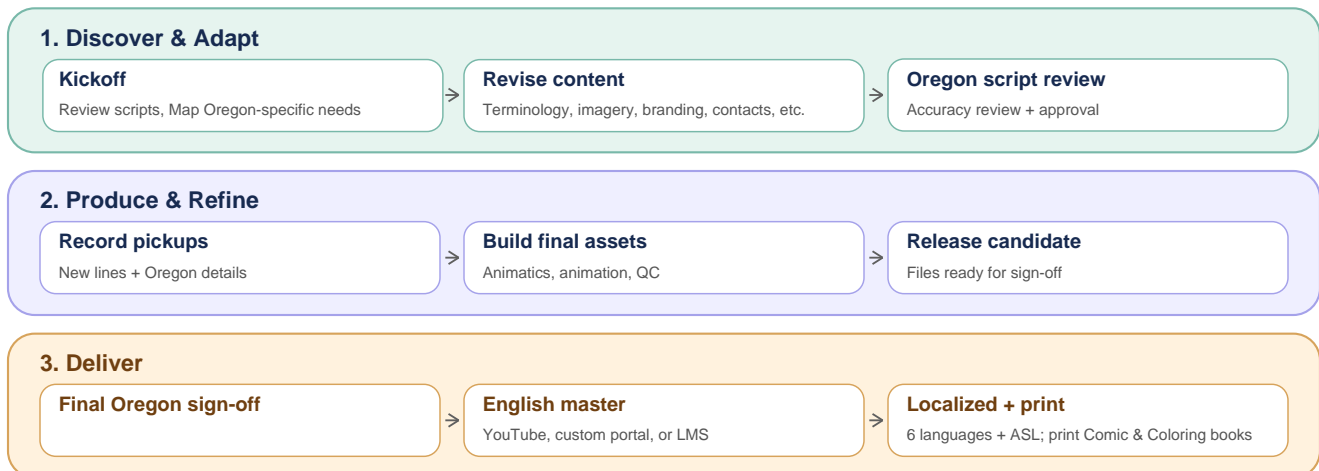 1. Discover & Adapt
Kickoff
Review scripts, Map Oregon-specific needs
Revise content
Terminology, imagery, branding, contacts, etc.
Oregon script review
Accuracy review + approval
2. Produce & Refine
Record pickups
New lines + Oregon details
Build final assets
Animatics, animation, QC
Release candidate
Files ready for sign-off
3. Deliver
Final Oregon sign-off
English master
YouTube, custom portal, or LMS
Localized + print
6 languages + ASL; print Comic & Coloring books